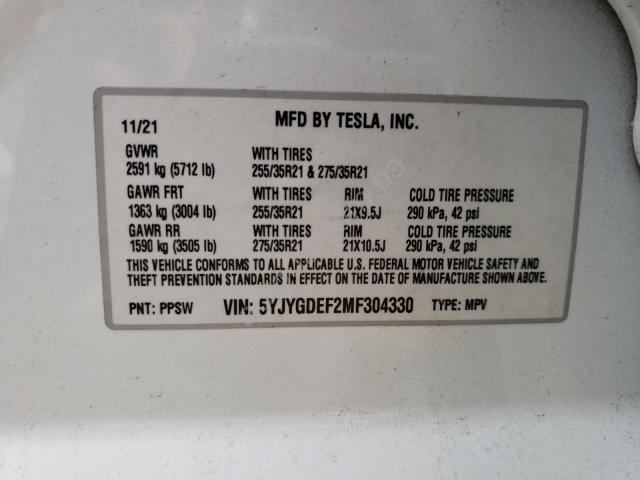 11/21 MFD BY TESLA, INC.
GVWR WITH TIRES
2591 kg (5712 lb) 255/35R21 & 275/35R21
GAWR FRT WITH TIRES RIM COLD TIRE PRESSURE
1363 kg (3004 lb) 255/35R21 21X9.5J 290 kPa, 42 psi
GAWR RR WITH TIRES RIM COLD TIRE PRESSURE
1590 kg (3505 lb) 275/35R21 21X10.5J 290 kPa, 42 psi
THIS VEHICLE CONFORMS TO ALL APPLICABLE U.S. FEDERAL MOTOR VEHICLE SAFETY AND
THEFT PREVENTION STANDARDS IN EFFECT ON THE DATE OF MANUFACTURE SHOWN ABOVE.
PNT: PPSW VIN: 5YJYGDEF2MF304330 TYPE: MPV